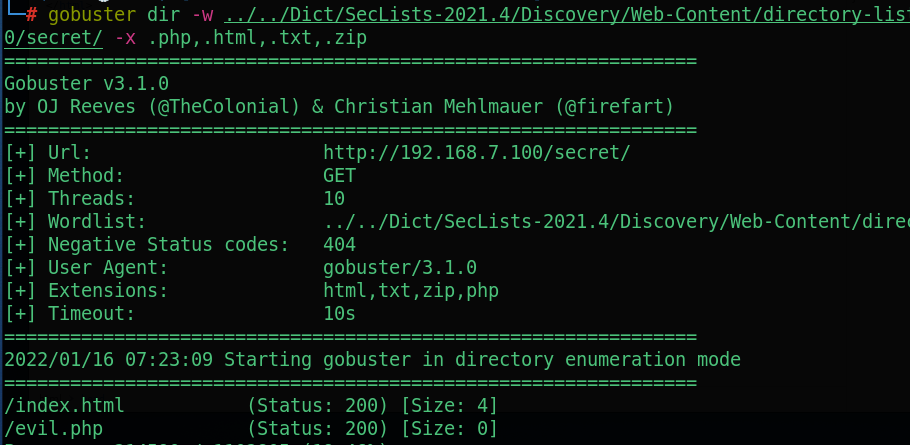 └─# gobuster dir -w ../../Dict/SecLists-2021.4/Discovery/Web-Content/directory-list
0/secret/ -x .php,.html,.txt,.zip
===============================================================
Gobuster v3.1.0
by OJ Reeves (@TheColonial) & Christian Mehlmauer (@firefart)
===============================================================
[+] Url: http://192.168.7.100/secret/
[+] Method: GET
[+] Threads: 10
[+] Wordlist: ../../Dict/SecLists-2021.4/Discovery/Web-Content/direc
[+] Negative Status codes: 404
[+] User Agent: gobuster/3.1.0
[+] Extensions: html,txt,zip,php
[+] Timeout: 10s
===============================================================
2022/01/16 07:23:09 Starting gobuster in directory enumeration mode
===============================================================
/index.html (Status: 200) [Size: 4]
/evil.php (Status: 200) [Size: 0]